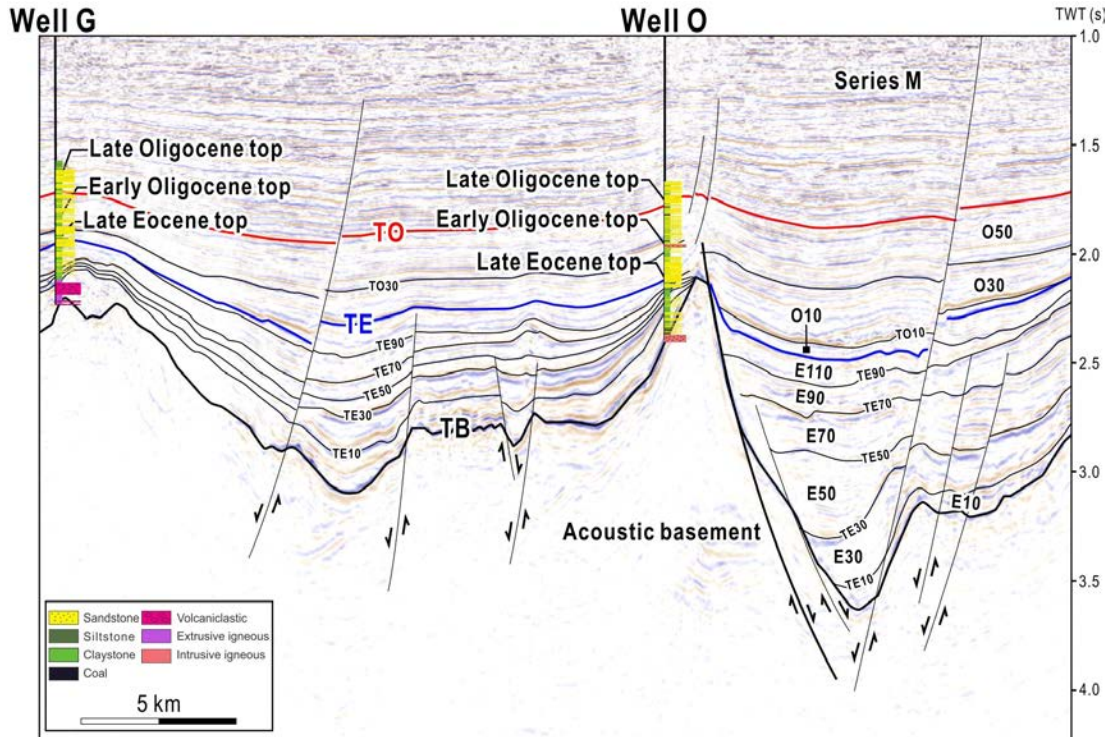 Well G
Well O
TWT (s)
1.0
Series M
1.5
Late Oligocene top
Late Oligocene top
Early Oligocene top
Early Oligocene top
Late Eocene top
Late Eocene top
TO
O50
2.0
TO30
O30
TE
O10
TO10
TE90
E110
TE90
2.5
TE70
E90
TE70
TE50
TE30
E70
TB
TE10
TE50
3.0
E50
E10
Acoustic basement
TE30
E30
TE10
3.5
4.0
Sandstone
Volcaniclastic
Siltstone
Extrusive igneous
Claystone
Intrusive igneous
Coal
5 km